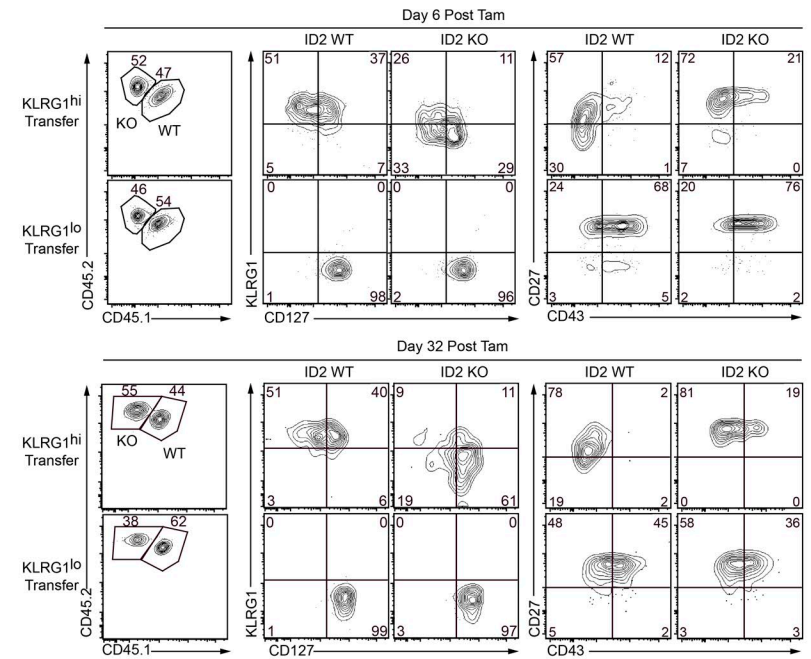 Day 6 Post Tam
ID2 WT ID2 KO ID2 WT ID2 KO
KLRG1hi
Transfer
52
47
KO
WT
51 37
5 7
26 11
33 29
57 12
30 1
72 21
7 0
KLRG1lo
Transfer
46
54
0 0
1 98
0 0
2 96
24 68
3 5
20 76
2 2
CD45.2
CD45.1
KLRG1
CD127
CD27
CD43
Day 32 Post Tam
ID2 WT ID2 KO ID2 WT ID2 KO
KLRG1hi
Transfer
55 44
KO
WT
51 40
3 6
9 11
19 61
78 2
19 2
81 19
0 0
KLRG1lo
Transfer
38 62
0 0
1 99
0 0
3 97
48 45
5 2
58 36
3 3
CD45.2
CD45.1
KLRG1
CD127
CD27
CD43